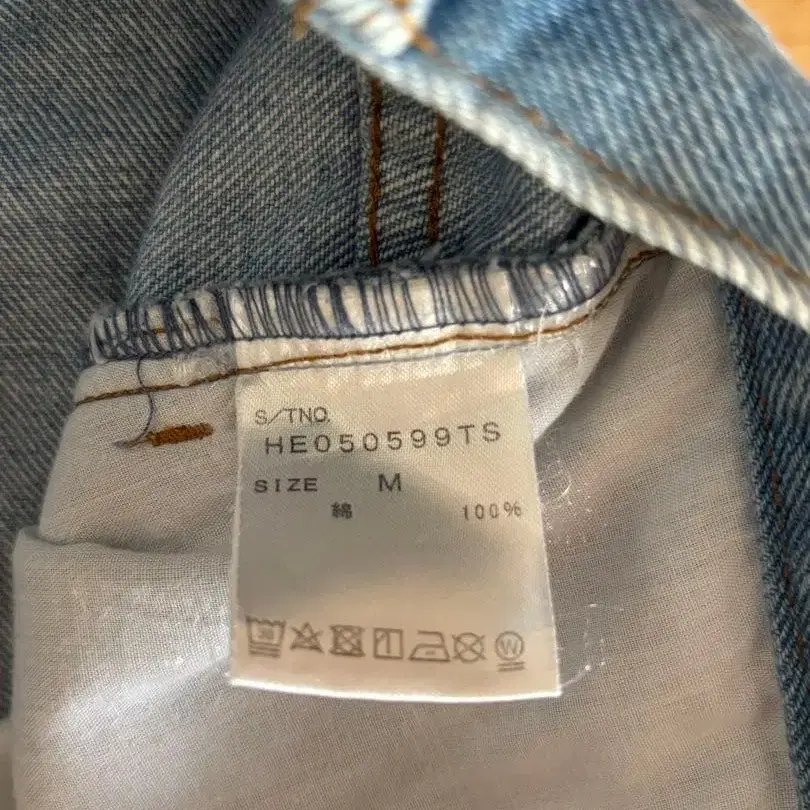 S/TNO.
HE050599TS
SIZE M
綿 100%
W